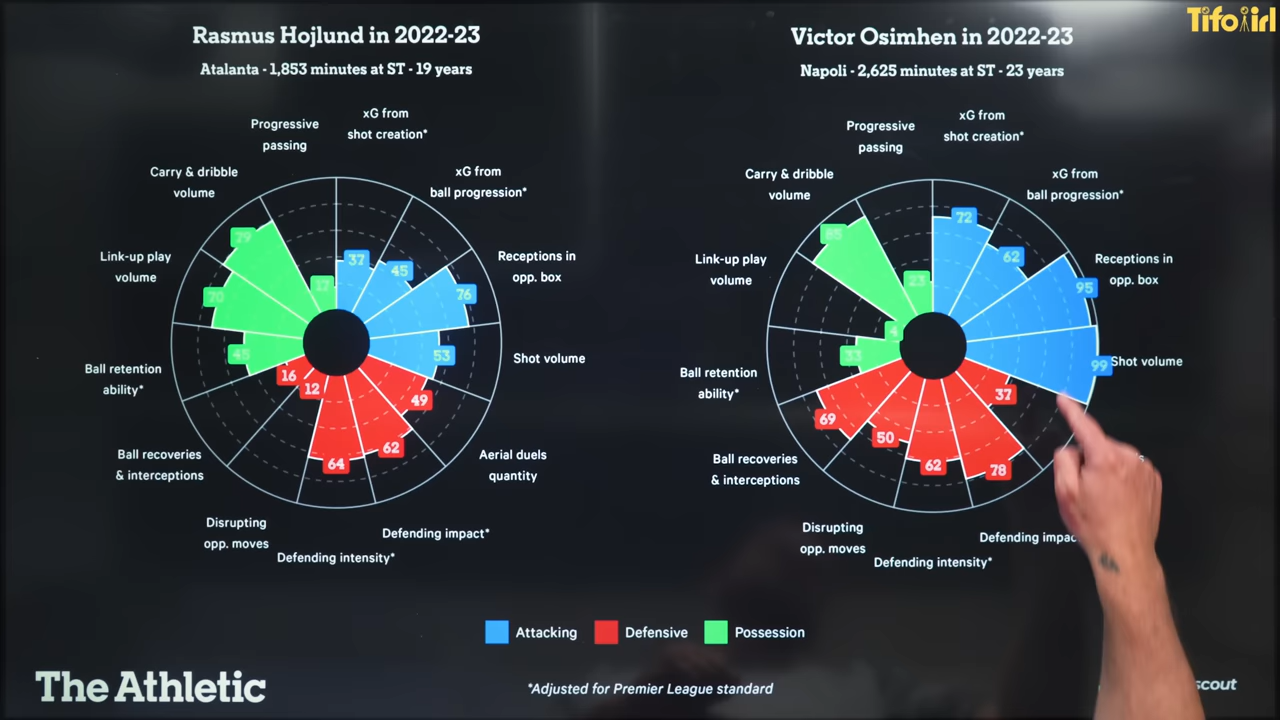 Tifo irl
Rasmus Hojlund in 2022-23
Atalanta - 1,853 minutes at ST - 19 years
xG from
shot creation*
Progressive
passing
xG from
ball progression*
Carry & dribble
volume
Receptions in
opp. box
Link-up play
volume
Shot volume
Ball retention
ability*
Aerial duels
quantity
Ball recoveries
& interceptions
Defending impact*
Disrupting
opp. moves
Defending intensity*
37
45
76
53
49
62
64
12
16
45
70
79
17
Victor Osimhen in 2022-23
Napoli - 2,625 minutes at ST - 23 years
xG from
shot creation*
Progressive
passing
xG from
ball progression*
Carry & dribble
volume
Receptions in
opp. box
Link-up play
volume
Shot volume
Ball retention
ability*
Ball recoveries
& interceptions
Disrupting
opp. moves
Defending
Defending intensity*
72
62
95
99
37
78
62
50
69
33
4
85
23
Attacking
Defensive
Possession
The Athletic
*Adjusted for Premier League standard
scout